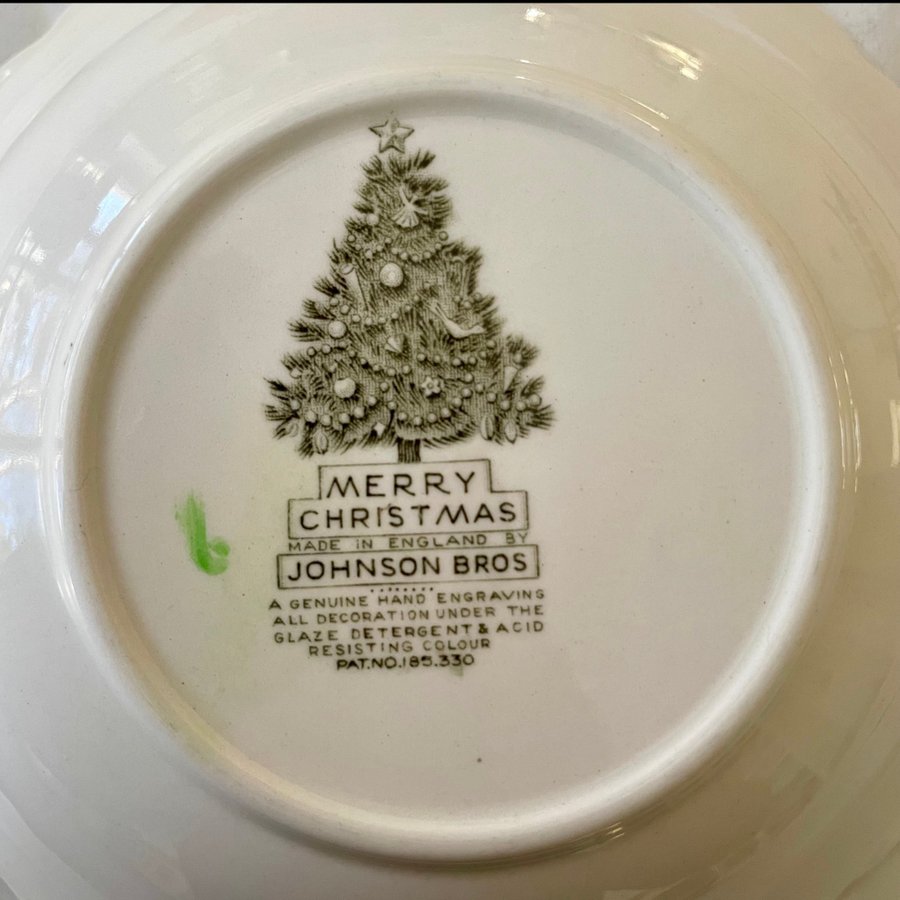 MERRY
CHRISTMAS
MADE IN ENGLAND BY
JOHNSON BROS
A GENUINE HAND ENGRAVING
ALL DECORATION UNDER THE
GLAZE DETERGENT & ACID
RESISTING COLOUR
PAT.NO.185.330